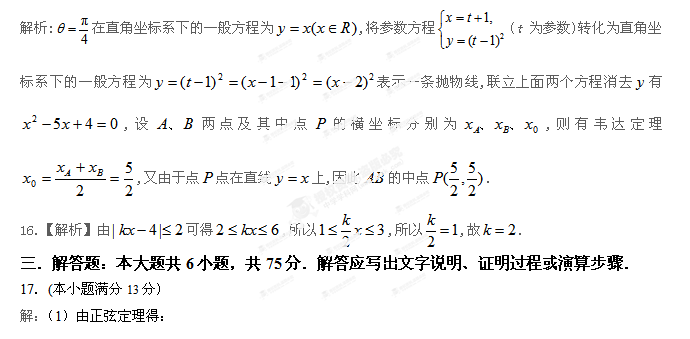 解析: θ = π/4 在直角坐标系下的一般方程为 y = x(x∈R), 将参数方程 {x = t+1, y = (t−1)² (t 为参数)转化为直角坐
标系下的一般方程为 y = (t−1)² = (x−1−1)² = (x−2)² 表示一条抛物线, 联立上面两个方程消去 y 有
x² − 5x + 4 = 0 , 设 A、B 两点及其中点 P 的横坐标分别为 x_A、x_B、x₀ , 则有韦达定理
x₀ = (x_A + x_B)/2 = 5/2 , 又由于点 P 点在直线 y = x 上, 因此 AB 的中点 P(5/2, 5/2) .
16.【解析】由 | kx − 4 |≤ 2 可得 2 ≤ kx ≤ 6 , 所以 1 ≤ k/2 x ≤ 3 , 所以 k/2 = 1, 故 k = 2 .
三．解答题：本大题共 6 小题，共 75 分．解答应写出文字说明、证明过程或演算步骤．
17.（本小题满分 13 分）
解:（1）由正弦定理得: